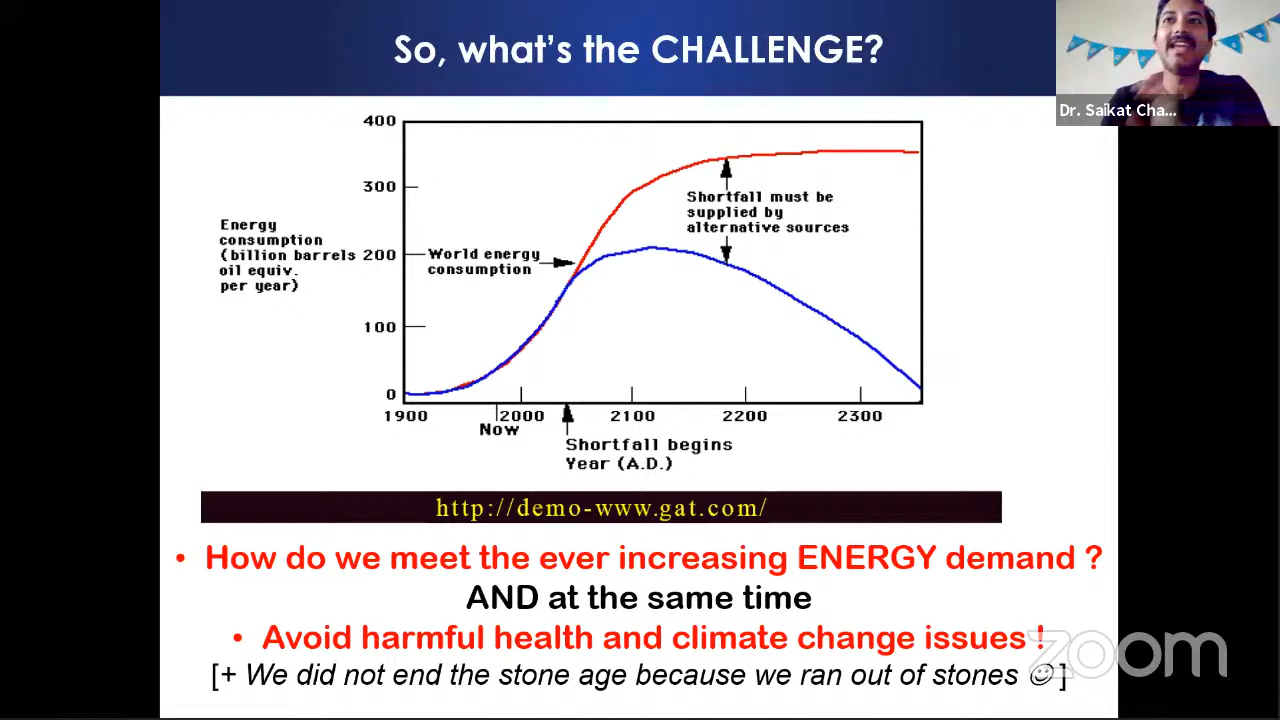 So, what's the CHALLENGE?
Dr. Saikat Cha...
400
300
200
100
0
Energy
consumption
(billion barrels
oil equiv.
per year)
World energy
consumption
Shortfall must be
supplied by
alternative sources
1900
2000
2100
2200
2300
Now
Shortfall begins
Year (A.D.)
http://demo-www.gat.com/
• How do we meet the ever increasing ENERGY demand ?
AND at the same time
• Avoid harmful health and climate change issues !
[+ We did not end the stone age because we ran out of stones ☺]
zoom